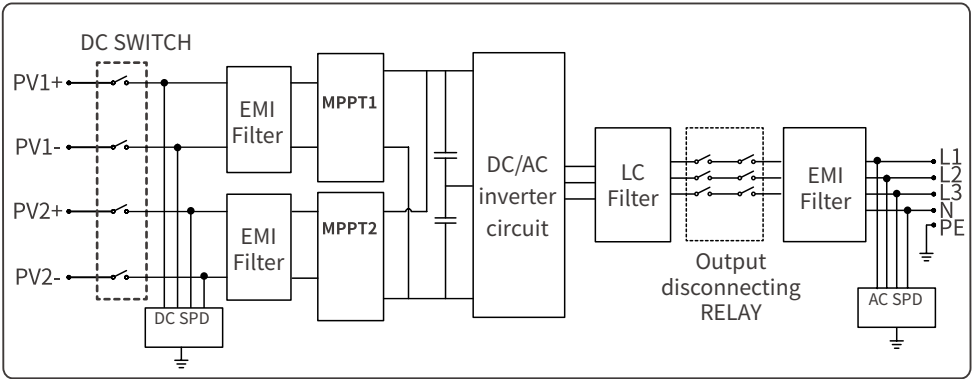 DC SWITCH
PV1+
PV1-
PV2+
PV2-
EMI
Filter
EMI
Filter
MPPT1
MPPT2
DC SPD
DC/AC
inverter
circuit
LC
Filter
Output
disconnecting
RELAY
EMI
Filter
L1
L2
L3
N
PE
AC SPD